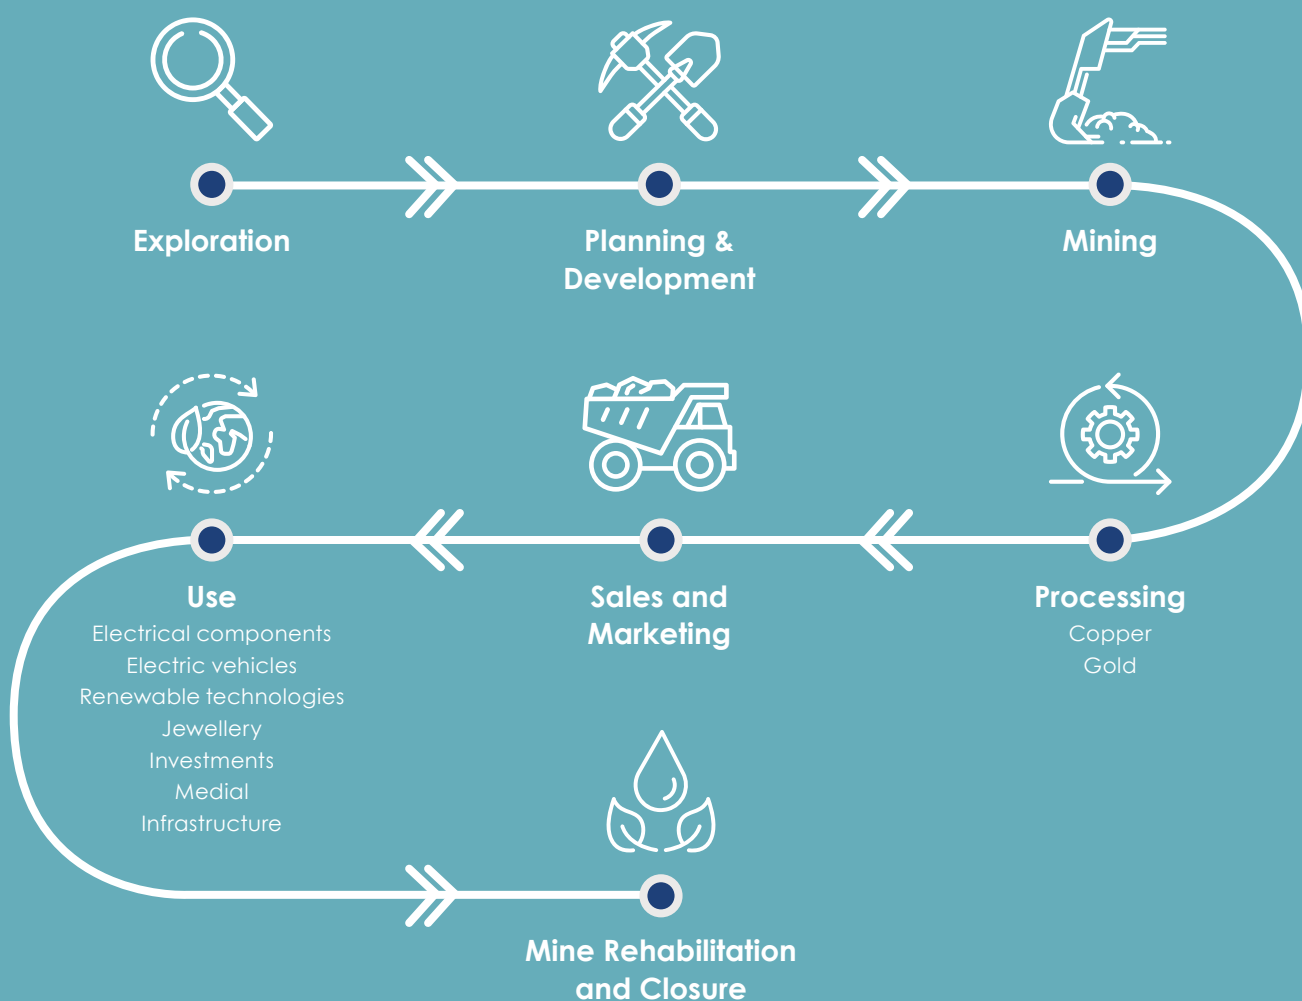 Exploration
Planning &
Development
Mining
Use
Electrical components
Electric vehicles
Renewable technologies
Jewellery
Investments
Medial
Infrastructure
Sales and
Marketing
Processing
Copper
Gold
Mine Rehabilitation
and Closure